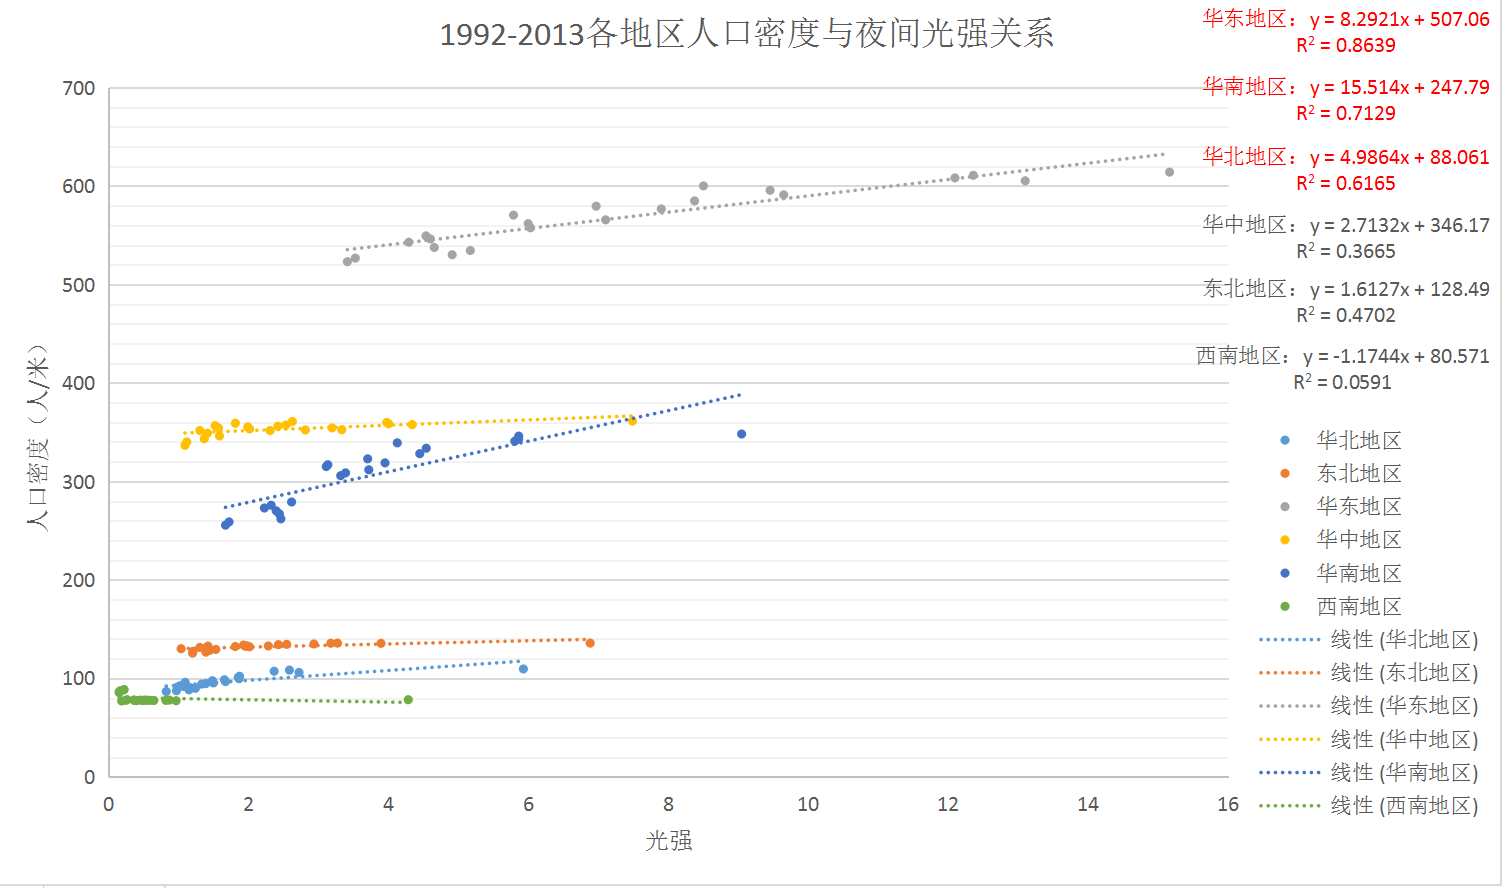 1992-2013各地区人口密度与夜间光强关系
华东地区：y = 8.2921x + 507.06
R² = 0.8639
华南地区：y = 15.514x + 247.79
R² = 0.7129
华北地区：y = 4.9864x + 88.061
R² = 0.6165
华中地区：y = 2.7132x + 346.17
R² = 0.3665
东北地区：y = 1.6127x + 128.49
R² = 0.4702
西南地区：y = -1.1744x + 80.571
R² = 0.0591
700
600
500
400
300
200
100
0
人口密度（人/米）
0 2 4 6 8 10 12 14 16
光强
华北地区
东北地区
华东地区
华中地区
华南地区
西南地区
线性 (华北地区)
线性 (东北地区)
线性 (华东地区)
线性 (华中地区)
线性 (华南地区)
线性 (西南地区)